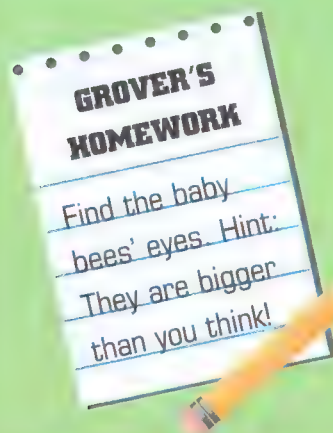 GROVER'S
HOMEWORK
Find the baby
bees' eyes. Hint:
They are bigger
than you think!